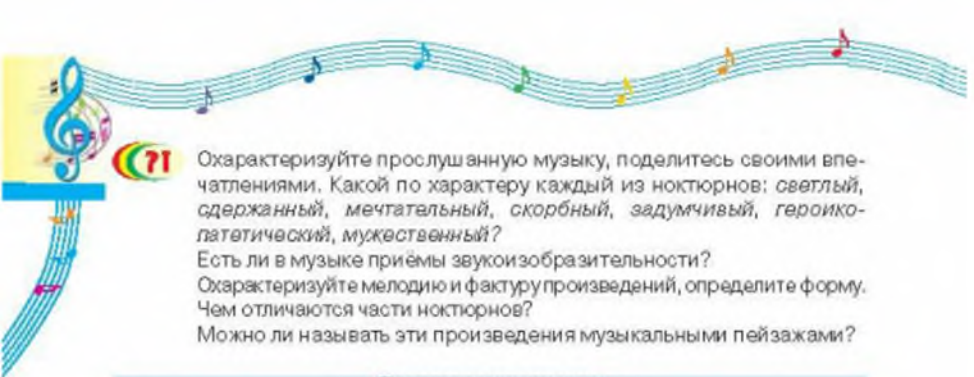 ?!
Охарактеризуйте прослушанную музыку, поделитесь своими впе-
чатлениями. Какой по характеру каждый из ноктюрнов: светлый,
сдержанный, мечтательный, скорбный, задумчивый, героико-
патетический, мужественный?
Есть ли в музыке приёмы звукоизобразительности?
Охарактеризуйте мелодию и фактуру произведений, определите форму.
Чем отличаются части ноктюрнов?
Можно ли называть эти произведения музыкальными пейзажами?